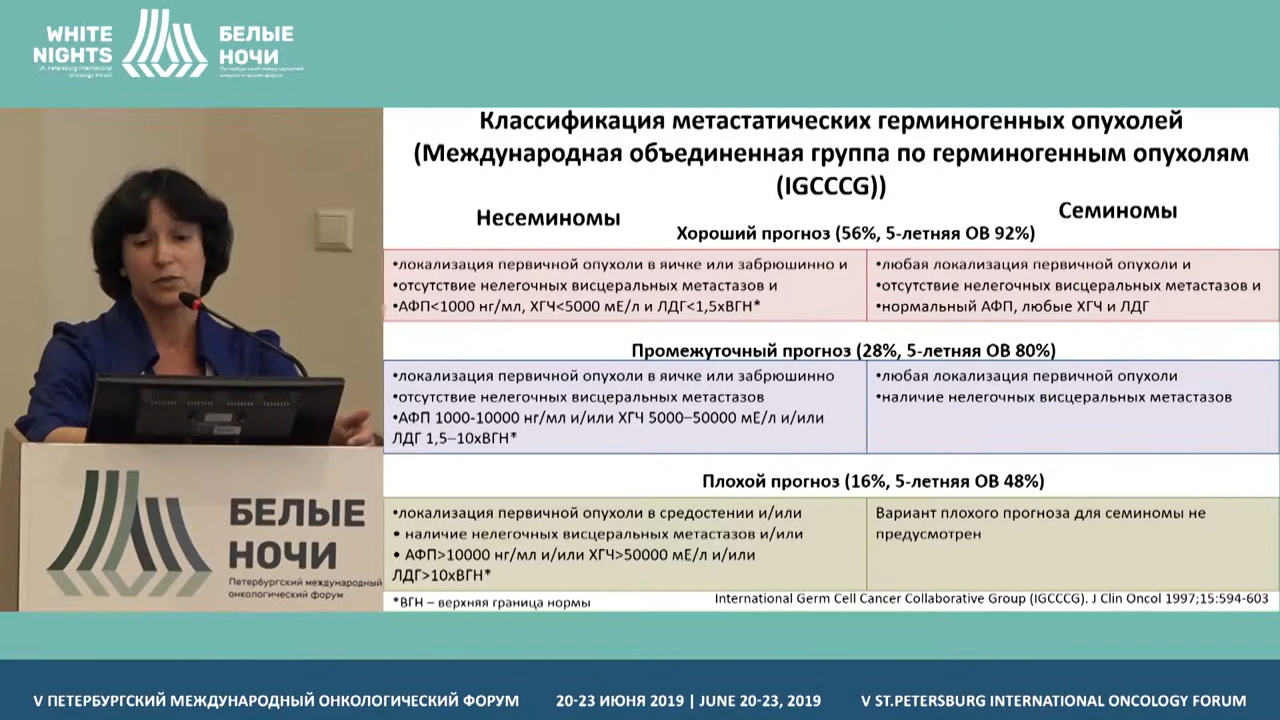 WHITE
NIGHTS
St. Petersburg International
Oncology Forum
БЕЛЫЕ
НОЧИ
Петербургский международный
онкологический форум
Классификация метастатических герминогенных опухолей
(Международная объединенная группа по герминогенным опухолям
(IGCCCG))
Несеминомы
Семиномы
Хороший прогноз (56%, 5-летняя ОВ 92%)
•локализация первичной опухоли в яичке или забрюшинно и
•отсутствие нелегочных висцеральных метастазов и
•АФП<1000 нг/мл, ХГЧ<5000 мЕ/л и ЛДГ<1,5хВГН*
•любая локализация первичной опухоли и
•отсутствие нелегочных висцеральных метастазов и
•нормальный АФП, любые ХГЧ и ЛДГ
Промежуточный прогноз (28%, 5-летняя ОВ 80%)
•локализация первичной опухоли в яичке или забрюшинно
•отсутствие нелегочных висцеральных метастазов
•АФП 1000-10000 нг/мл и/или ХГЧ 5000–50000 мЕ/л и/или
ЛДГ 1,5–10хВГН*
•любая локализация первичной опухоли
•наличие нелегочных висцеральных метастазов
Плохой прогноз (16%, 5-летняя ОВ 48%)
•локализация первичной опухоли в средостении и/или
• наличие нелегочных висцеральных метастазов и/или
• АФП>10000 нг/мл и/или ХГЧ>50000 мЕ/л и/или
ЛДГ>10хВГН*
Вариант плохого прогноза для семиномы не
предусмотрен
*ВГН – верхняя граница нормы
International Germ Cell Cancer Collaborative Group (IGCCCG). J Clin Oncol 1997;15:594-603
БЕЛЫЕ
НОЧИ
Петербургский международный
онкологический форум
V ПЕТЕРБУРГСКИЙ МЕЖДУНАРОДНЫЙ ОНКОЛОГИЧЕСКИЙ ФОРУМ
20-23 ИЮНЯ 2019 | JUNE 20-23, 2019
V ST.PETERSBURG INTERNATIONAL ONCOLOGY FORUM